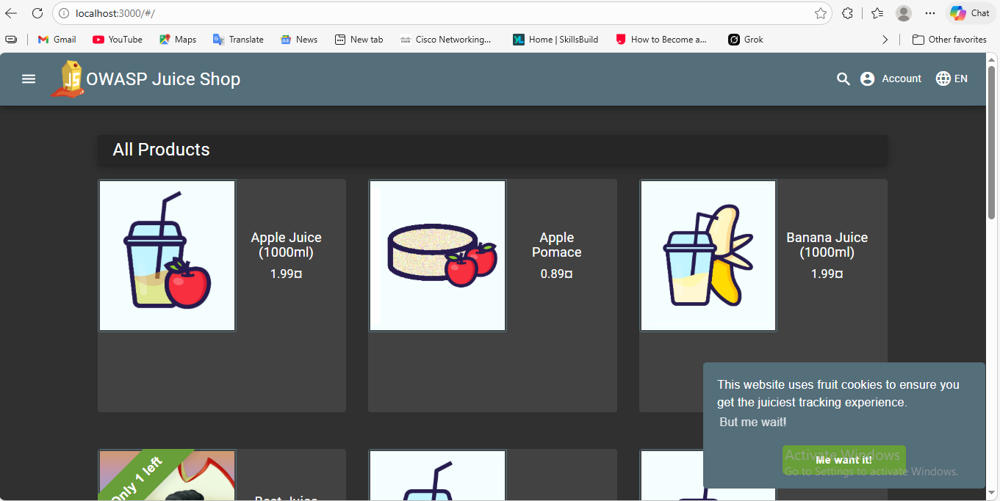 localhost:3000/#/
Chat
Gmail
YouTube
Maps
Translate
News
New tab
Cisco Networking...
Home | SkillsBuild
How to Become a...
Grok
Other favorites
JS
OWASP Juice Shop
Account
EN
All Products
Apple Juice
(1000ml)
1.99¤
Apple
Pomace
0.89¤
Banana Juice
(1000ml)
1.99¤
Only 1 left
Best Juice
This website uses fruit cookies to ensure you
get the juiciest tracking experience.
But me wait!
Me want it!
Activate Windows
Go to Settings to activate Windows.